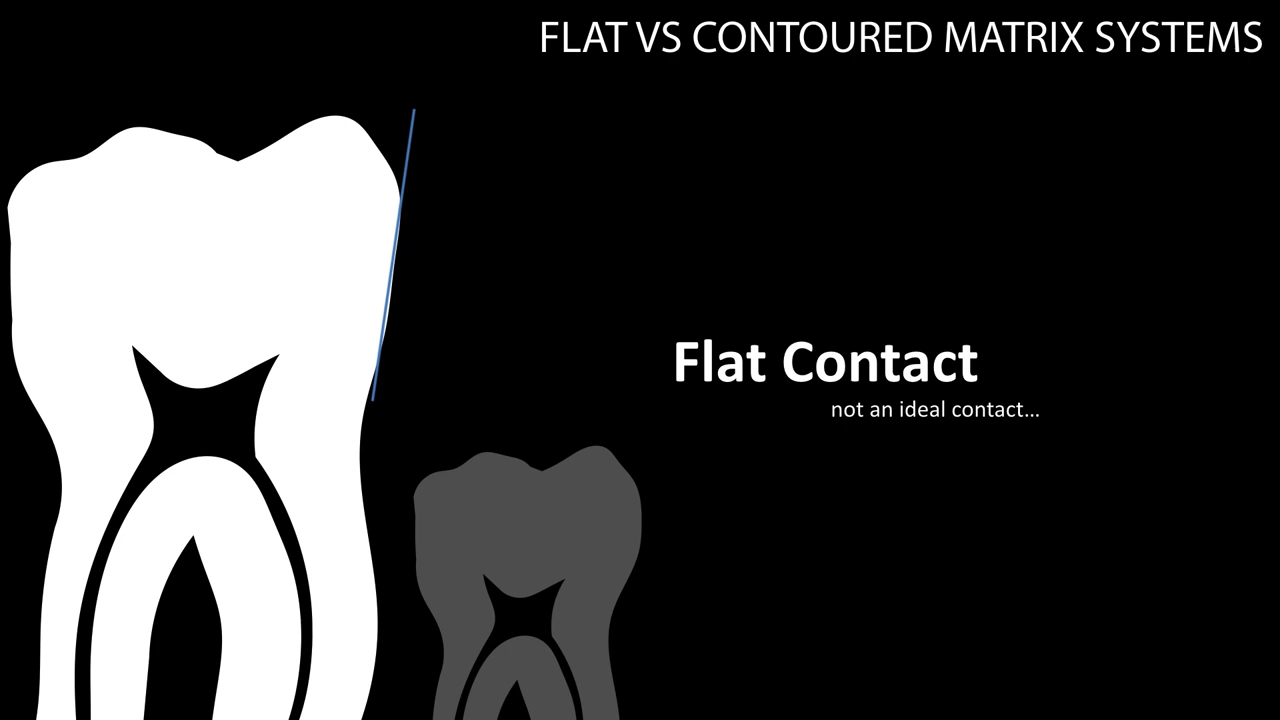 FLAT VS CONTOURED MATRIX SYSTEMS
Flat Contact
not an ideal contact...